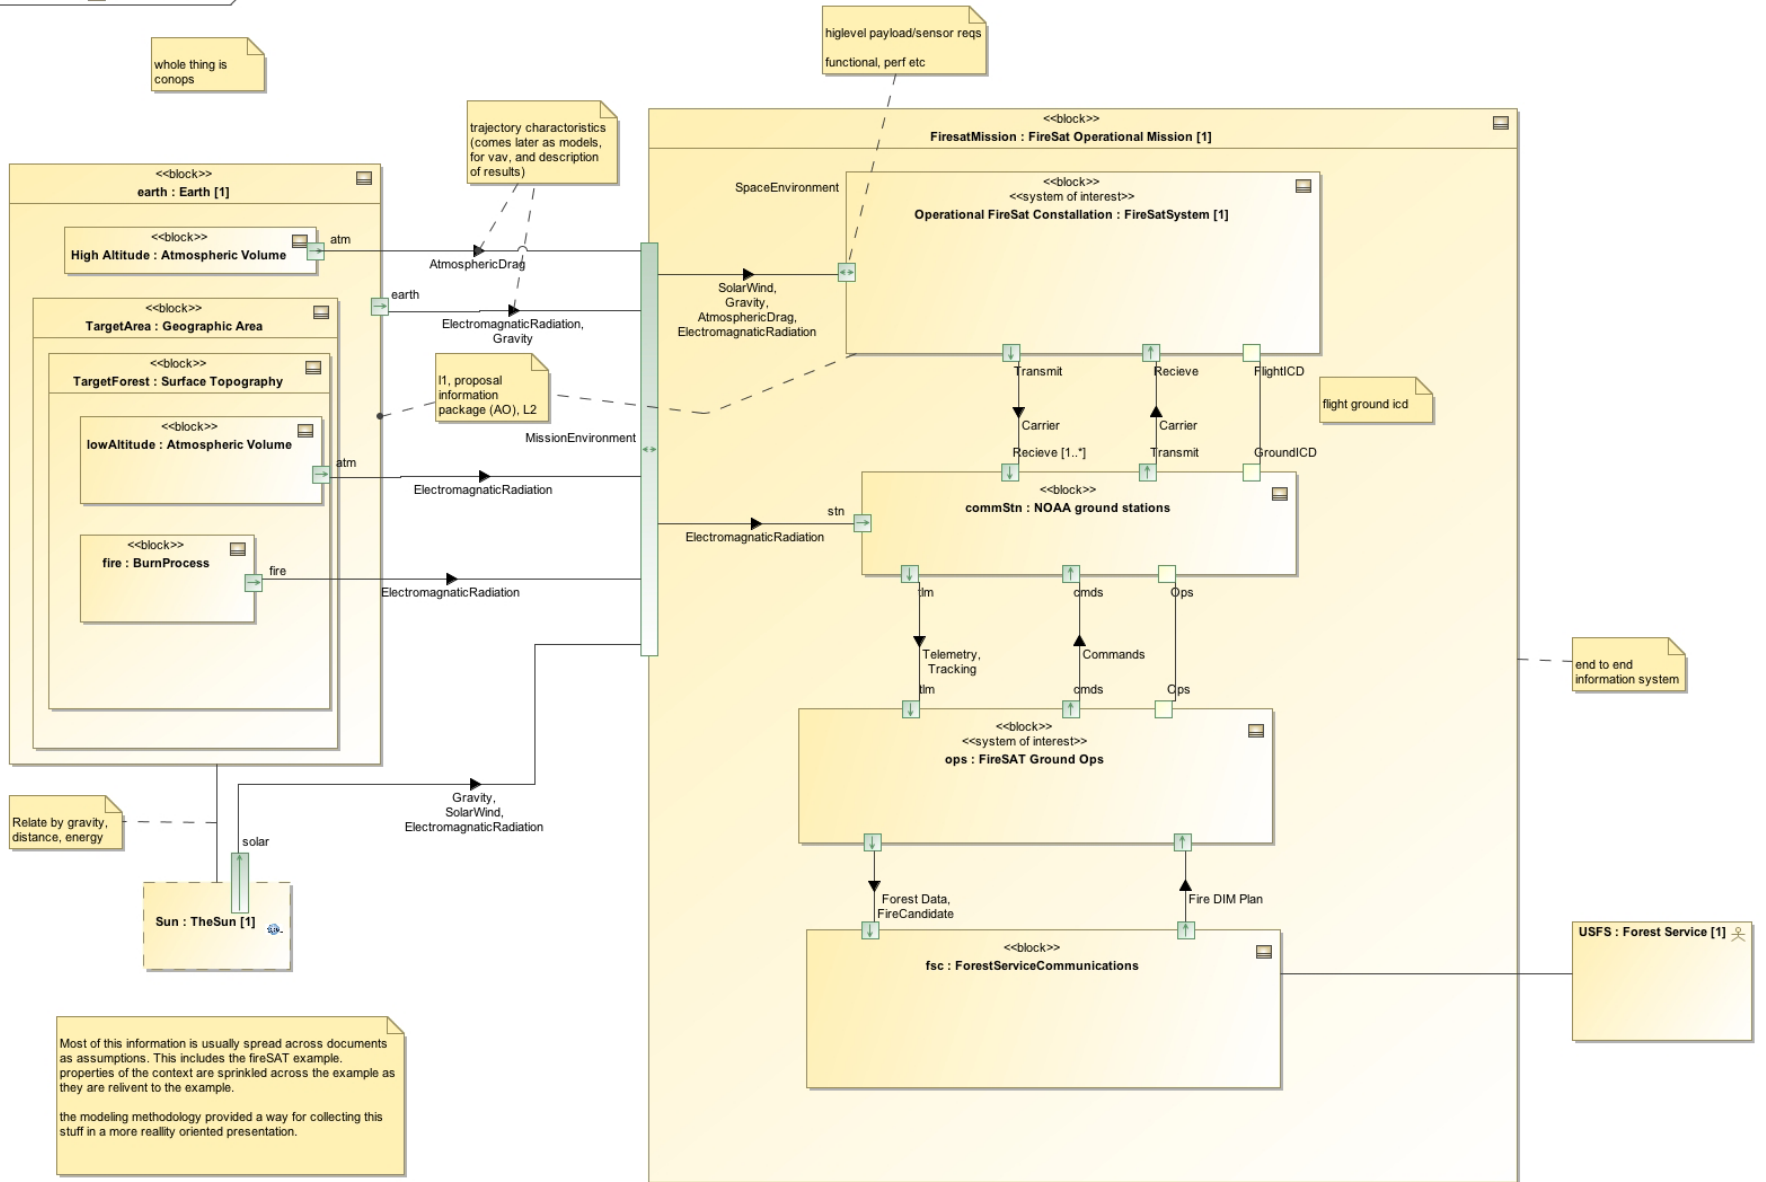 whole thing is
conops
higlevel payload/sensor reqs
functional, perf etc
trajectory characteristics
(comes later as models,
for vav, and description
of results)
<<block>>
earth : Earth [1]
<<block>>
High Altitude : Atmospheric Volume
atm
AtmosphericDrag
earth
ElectromagneticRadiation,
Gravity
<<block>>
TargetArea : Geographic Area
<<block>>
TargetForest : Surface Topography
<<block>>
lowAltitude : Atmospheric Volume
atm
ElectromagneticRadiation
<<block>>
fire : BurnProcess
fire
ElectromagneticRadiation
l1, proposal
information
package (AO), L2
MissionEnvironment
Relate by gravity,
distance, energy
solar
Gravity,
SolarWind,
ElectromagneticRadiation
Sun : TheSun [1]
Most of this information is usually spread across documents
as assumptions. This includes the fireSAT example.
properties of the context are sprinkled across the example as
they are relivent to the example.
the modeling methodology provided a way for collecting this
stuff in a more reallity oriented presentation.
<<block>>
FiresatMission : FireSat Operational Mission [1]
SpaceEnvironment
<<block>>
<<system of interest>>
Operational FireSat Constallation : FireSatSystem [1]
SolarWind,
Gravity,
AtmosphericDrag,
ElectromagneticRadiation
Transmit
Recieve
FlightICD
flight ground icd
Carrier
Carrier
Recieve [1..*]
Transmit
GroundICD
stn
ElectromagneticRadiation
<<block>>
commStn : NOAA ground stations
tlm
cmds
Ops
Telemetry,
Tracking
Commands
tlm
cmds
Ops
<<block>>
<<system of interest>>
ops : FireSAT Ground Ops
Forest Data,
FireCandidate
Fire DIM Plan
<<block>>
fsc : ForestServiceCommunications
end to end
information system
USFS : Forest Service [1]